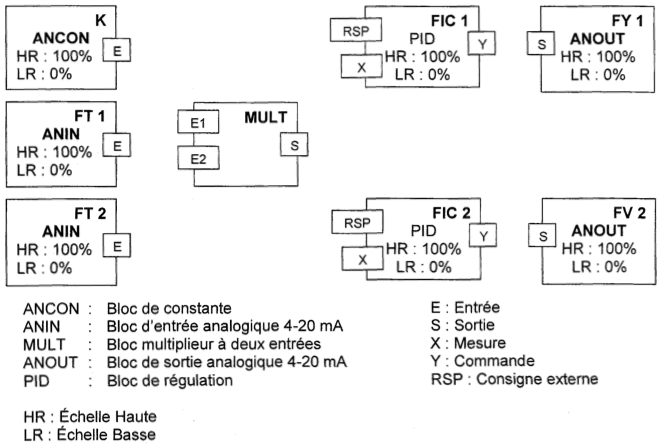 K
ANCON
HR : 100%
LR : 0%
E
FT 1
ANIN
HR : 100%
LR : 0%
E
FT 2
ANIN
HR : 100%
LR : 0%
E
E1
E2
MULT
S
RSP
X
FIC 1
PID
HR : 100%
LR : 0%
Y
S
FY 1
ANOUT
HR : 100%
LR : 0%
RSP
X
FIC 2
PID
HR : 100%
LR : 0%
Y
S
FV 2
ANOUT
HR : 100%
LR : 0%
ANCON : Bloc de constante
ANIN : Bloc d'entrée analogique 4-20 mA
MULT : Bloc multiplieur à deux entrées
ANOUT : Bloc de sortie analogique 4-20 mA
PID : Bloc de régulation
HR : Échelle Haute
LR : Échelle Basse
E : Entrée
S : Sortie
X : Mesure
Y : Commande
RSP : Consigne externe